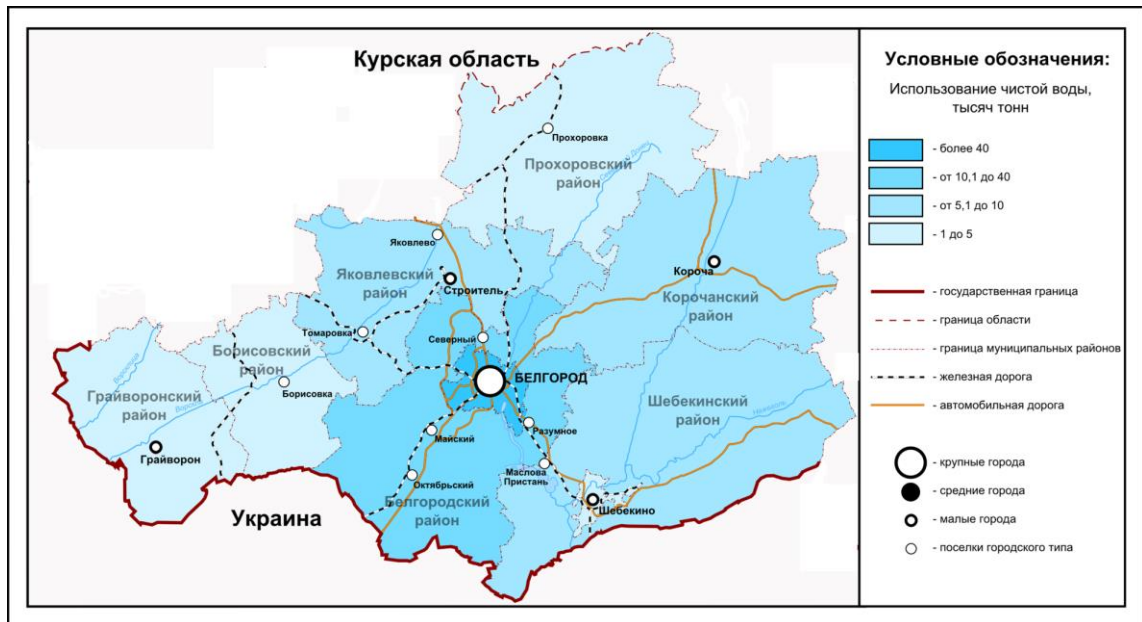 Курская область
Прохоровка
Северский Донец
Прохоровский
район
Яковлево
Яковлевский
район
Строитель
Короча
Корочанский
район
Томаровка
Северный
Борисовский
район
Борисовка
БЕЛГОРОД
Ворскла
Грайворонский
район
Грайворон
Шебекинский
район
Разумное
Майский
Маслова
Пристань
Октябрьский
Белгородский
район
Шебекино
Украина
Условные обозначения:
Использование чистой воды,
тысяч тонн
- более 40
- от 10,1 до 40
- от 5,1 до 10
- 1 до 5
- государственная граница
- граница области
- граница муниципальных районов
- железная дорога
- автомобильная дорога
- крупные города
- средние города
- малые города
- поселки городского типа